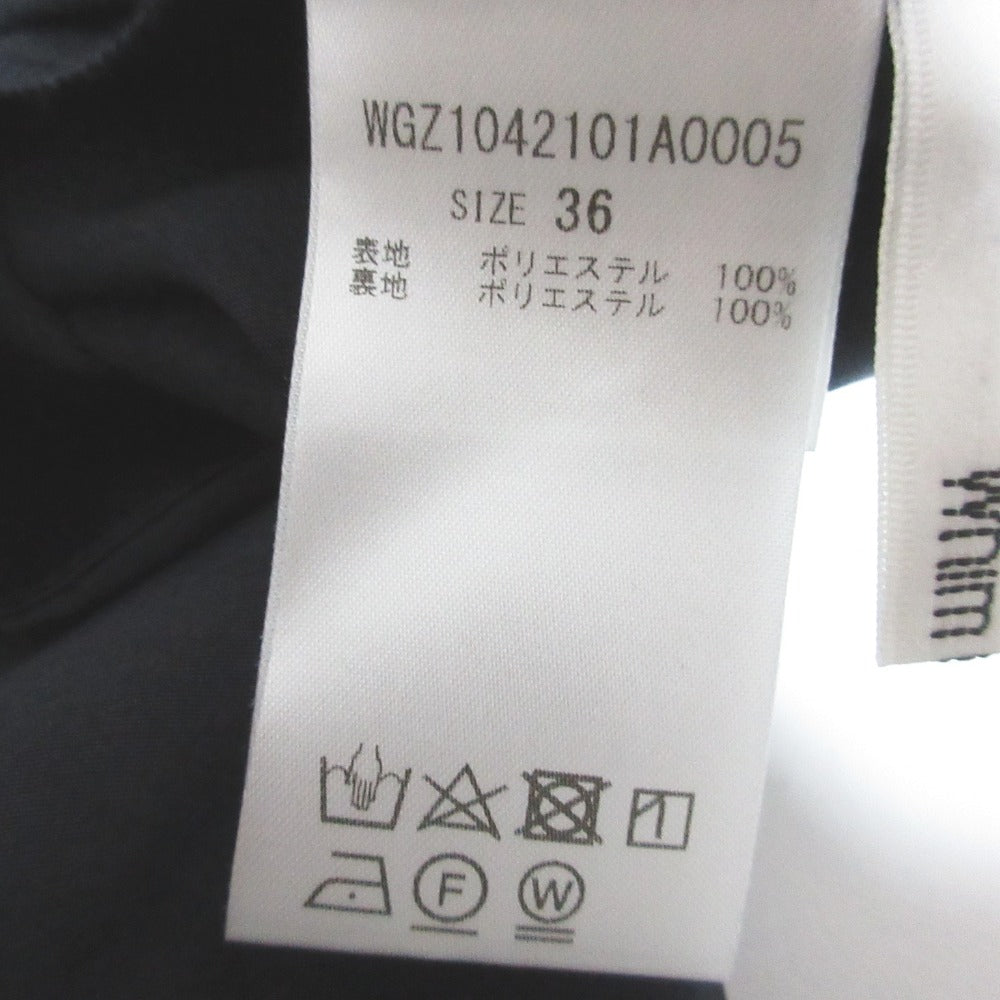 WGZ1042101A0005
SIZE 36
表地 ポリエステル 100%
裏地 ポリエステル 100%
F W